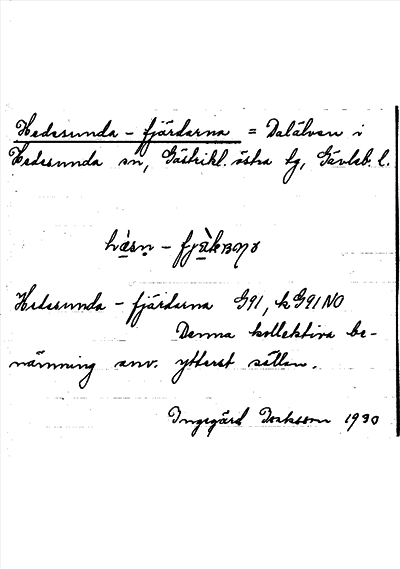 Hedesunda-fjärdarna = Dalälven i
Hedesunda sn, Gästrikl. östra tg, Gävleb. l.
Hedesunda-fjärdarna G91, k G91 NO
Denna kollektiva be-
nämning anv. ytterst sällan.
Ingegärd 1930